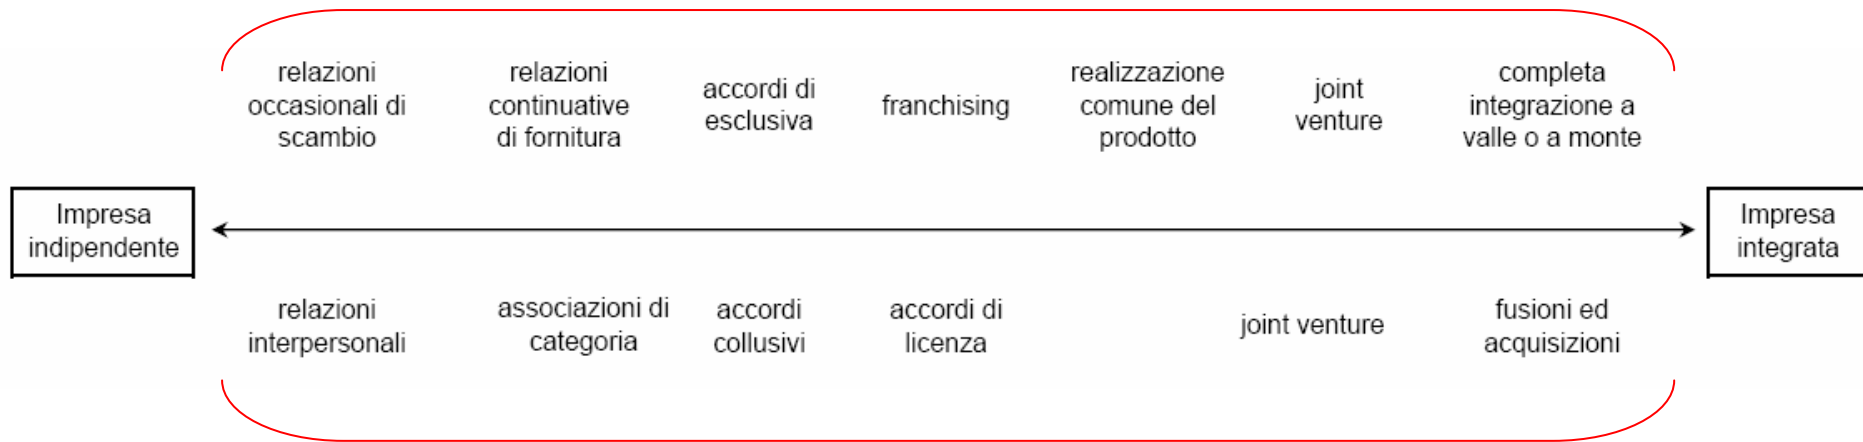 relazioni
occasionali di
scambio
relazioni
continuative
di fornitura
accordi di
esclusiva
franchising
realizzazione
comune del
prodotto
joint
venture
completa
integrazione a
valle o a monte
Impresa
indipendente
Impresa
integrata
relazioni
interpersonali
associazioni di
categoria
accordi
collusivi
accordi di
licenza
joint venture
fusioni ed
acquisizioni